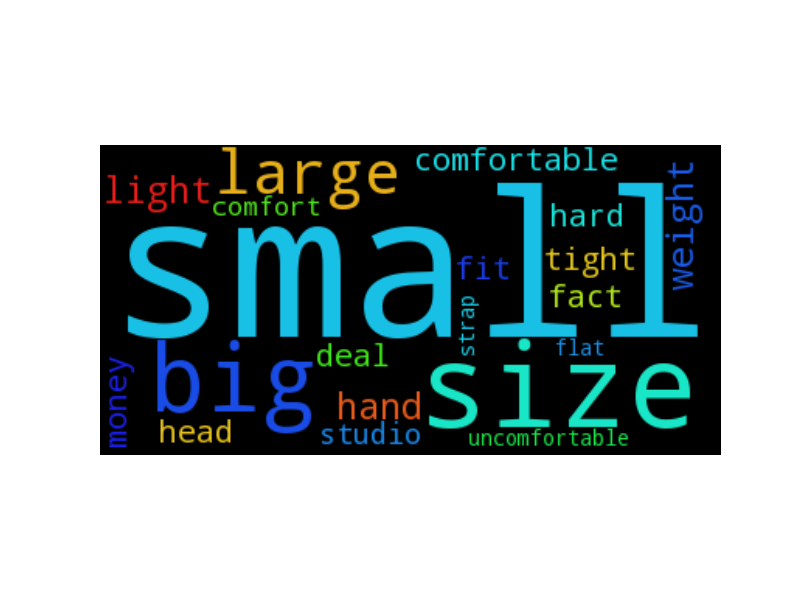 large
comfortable
light
comfort
weight
small
hard
fit
tight
fact
strap
big
deal
size
flat
money
hand
head
studio
uncomfortable